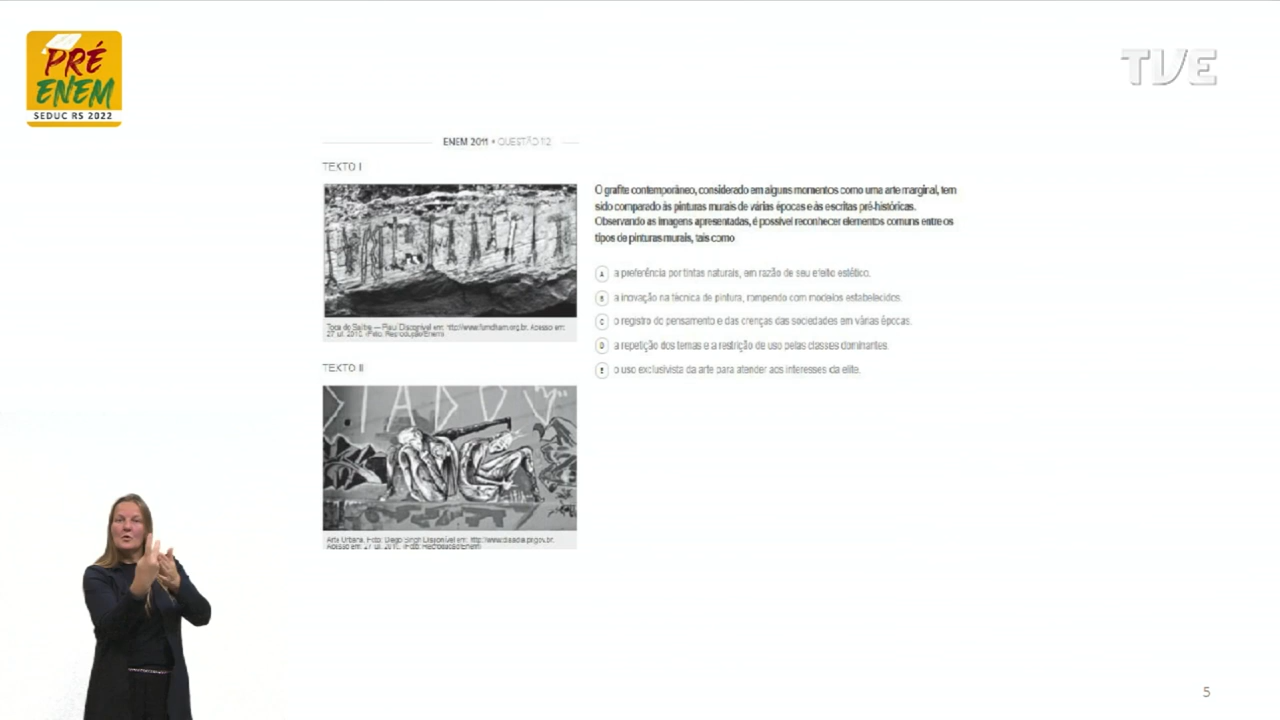 PRÉ
ENEM
SEDUC RS 2022
TVE
ENEM 2011 • QUESTÃO 12
TEXTO I
Toca do Salitre — Piauí Disponível em: http://www.fumdham.org.br. Acesso em:
27 jul. 2010. (Foto: Reprodução/Enem)
TEXTO II
STADO
Arte Urbana. Foto: Diego Singh Disponível em: http://www.diaadia.pr.gov.br.
Acesso em: 27 jul. 2010. (Foto: Reprodução/Enem)
O grafite contemporâneo, considerado em alguns momentos como uma arte marginal, tem
sido comparado às pinturas murais de várias épocas e às escritas pré-históricas.
Observando as imagens apresentadas, é possível reconhecer elementos comuns entre os
tipos de pinturas murais, tais como
A a preferência por tintas naturais, em razão de seu efeito estético.
B a inovação na técnica de pintura, rompendo com modelos estabelecidos.
C o registro do pensamento e das crenças das sociedades em várias épocas.
D a repetição dos temas e a restrição de uso pelas classes dominantes.
E o uso exclusivista da arte para atender aos interesses da elite.
5